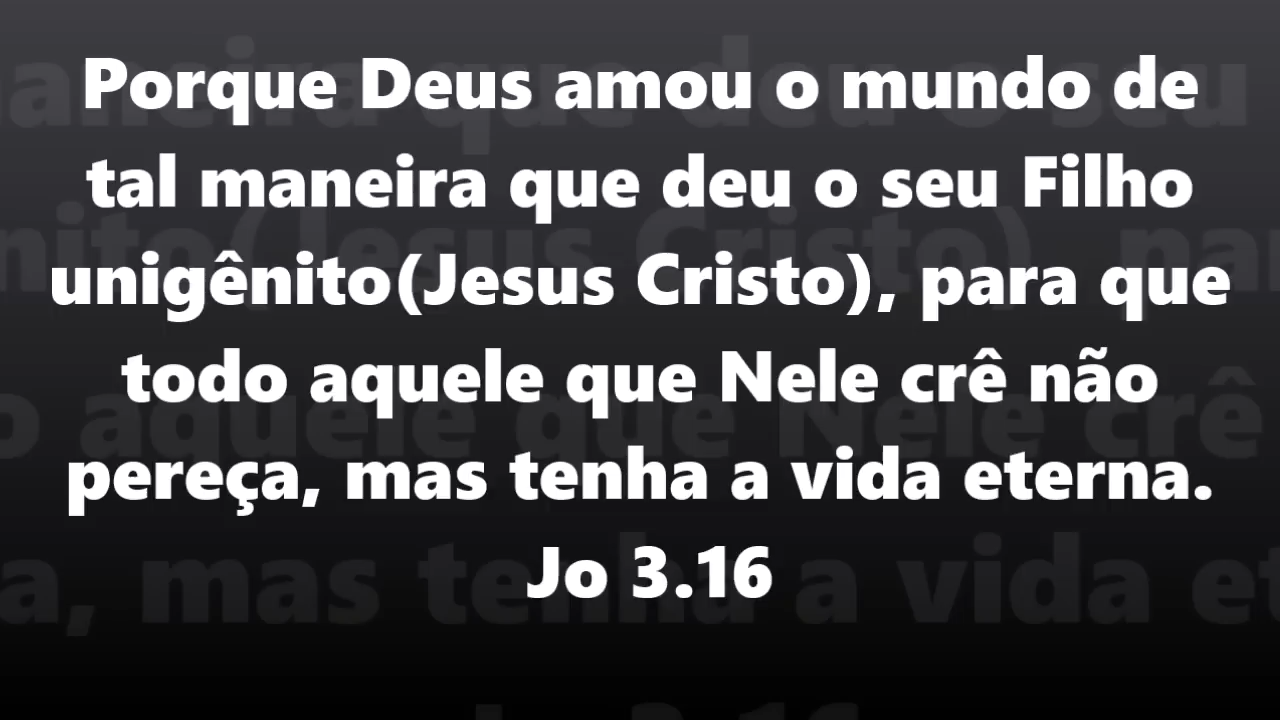 Porque Deus amou o mundo de
tal maneira que deu o seu Filho
unigênito(Jesus Cristo), para que
todo aquele que Nele crê não
pereça, mas tenha a vida eterna.
Jo 3.16